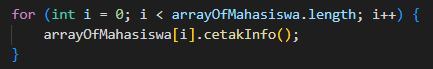 for (int i = 0; i < arrayOfMahasiswa.length; i++) {
    arrayOfMahasiswa[i].cetakInfo();
}